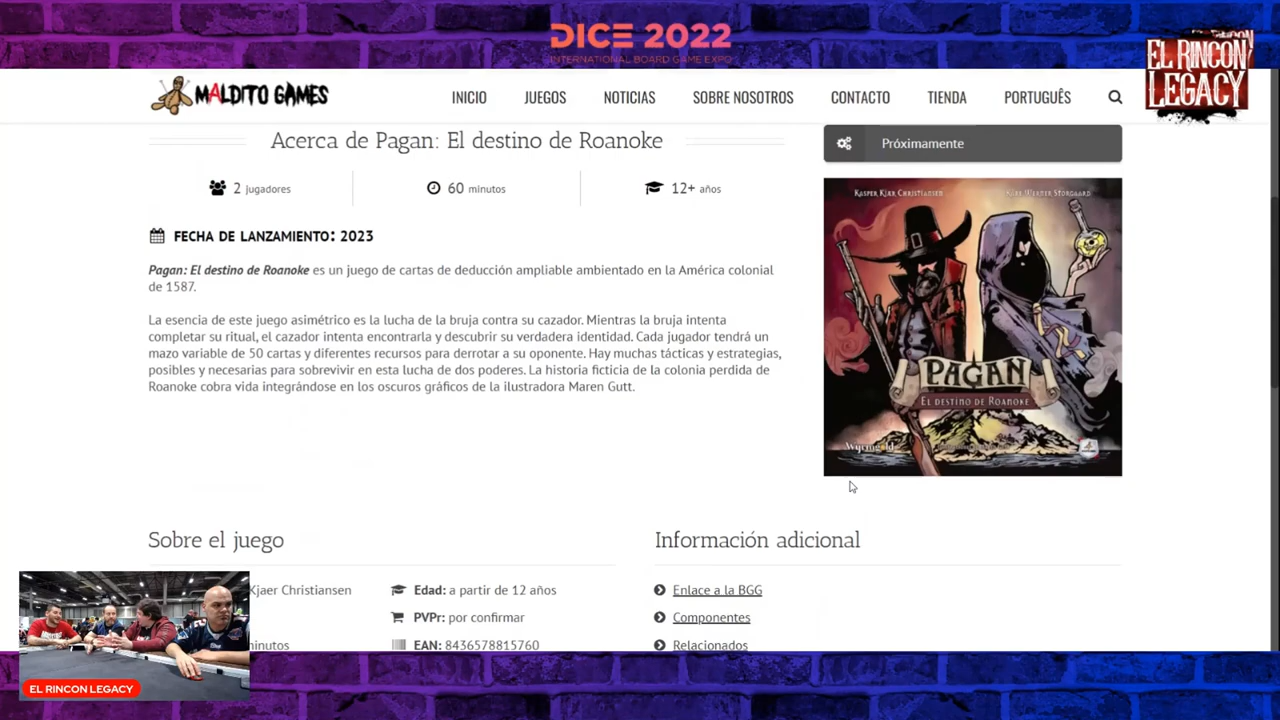 DICE 2022
INTERNATIONAL BOARD GAME EXPO
EL RINCON
LEGACY
MALDITO GAMES
INICIO
JUEGOS
NOTICIAS
SOBRE NOSOTROS
CONTACTO
TIENDA
PORTUGUÊS
Acerca de Pagan: El destino de Roanoke
2 jugadores
60 minutos
12+ años
FECHA DE LANZAMIENTO: 2023
Pagan: El destino de Roanoke es un juego de cartas de deducción ampliable ambientado en la América colonial
de 1587.
La esencia de este juego asimétrico es la lucha de la bruja contra su cazador. Mientras la bruja intenta
completar su ritual, el cazador intenta encontrarla y descubrir su verdadera identidad. Cada jugador tendrá un
mazo variable de 50 cartas y diferentes recursos para derrotar a su oponente. Hay muchas tácticas y estrategias,
posibles y necesarias para sobrevivir en esta lucha de dos poderes. La historia ficticia de la colonia perdida de
Roanoke cobra vida integrándose en los oscuros gráficos de la ilustradora Maren Gutt.
Próximamente
KASPER KJÆR CHRISTIANSEN
KÅRE WERNER STORGAARD
PAGAN
EL DESTINO DE ROANOKE
Wyrmgold
Sobre el juego
Kjaer Christiansen
Edad: a partir de 12 años
PVPr: por confirmar
EAN: 8436578815760
Información adicional
Enlace a la BGG
Componentes
Relacionados
EL RINCON LEGACY